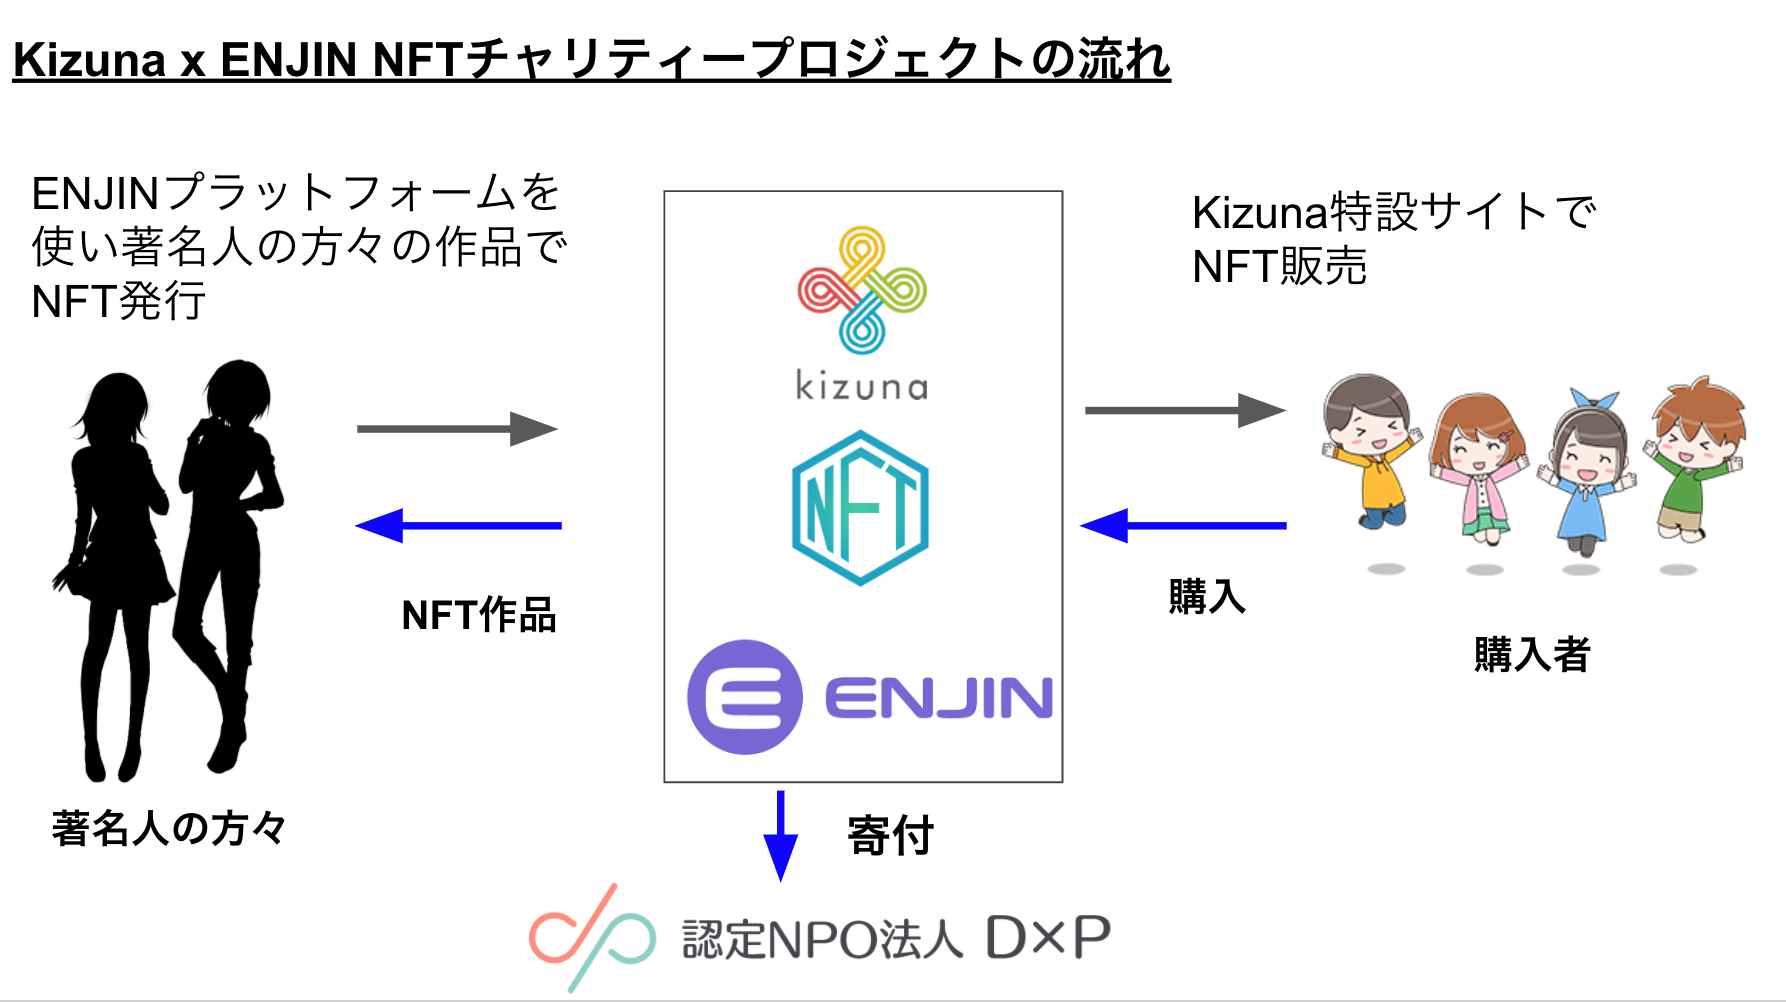 Kizuna x ENJIN NFTチャリティープロジェクトの流れ
ENJINプラットフォームを
使い著名人の方々の作品で
NFT発行
Kizuna特設サイトで
NFT販売
kizuna
NFT
NFT作品
購入
購入者
ENJIN
著名人の方々
寄付
認定NPO法人 D×P